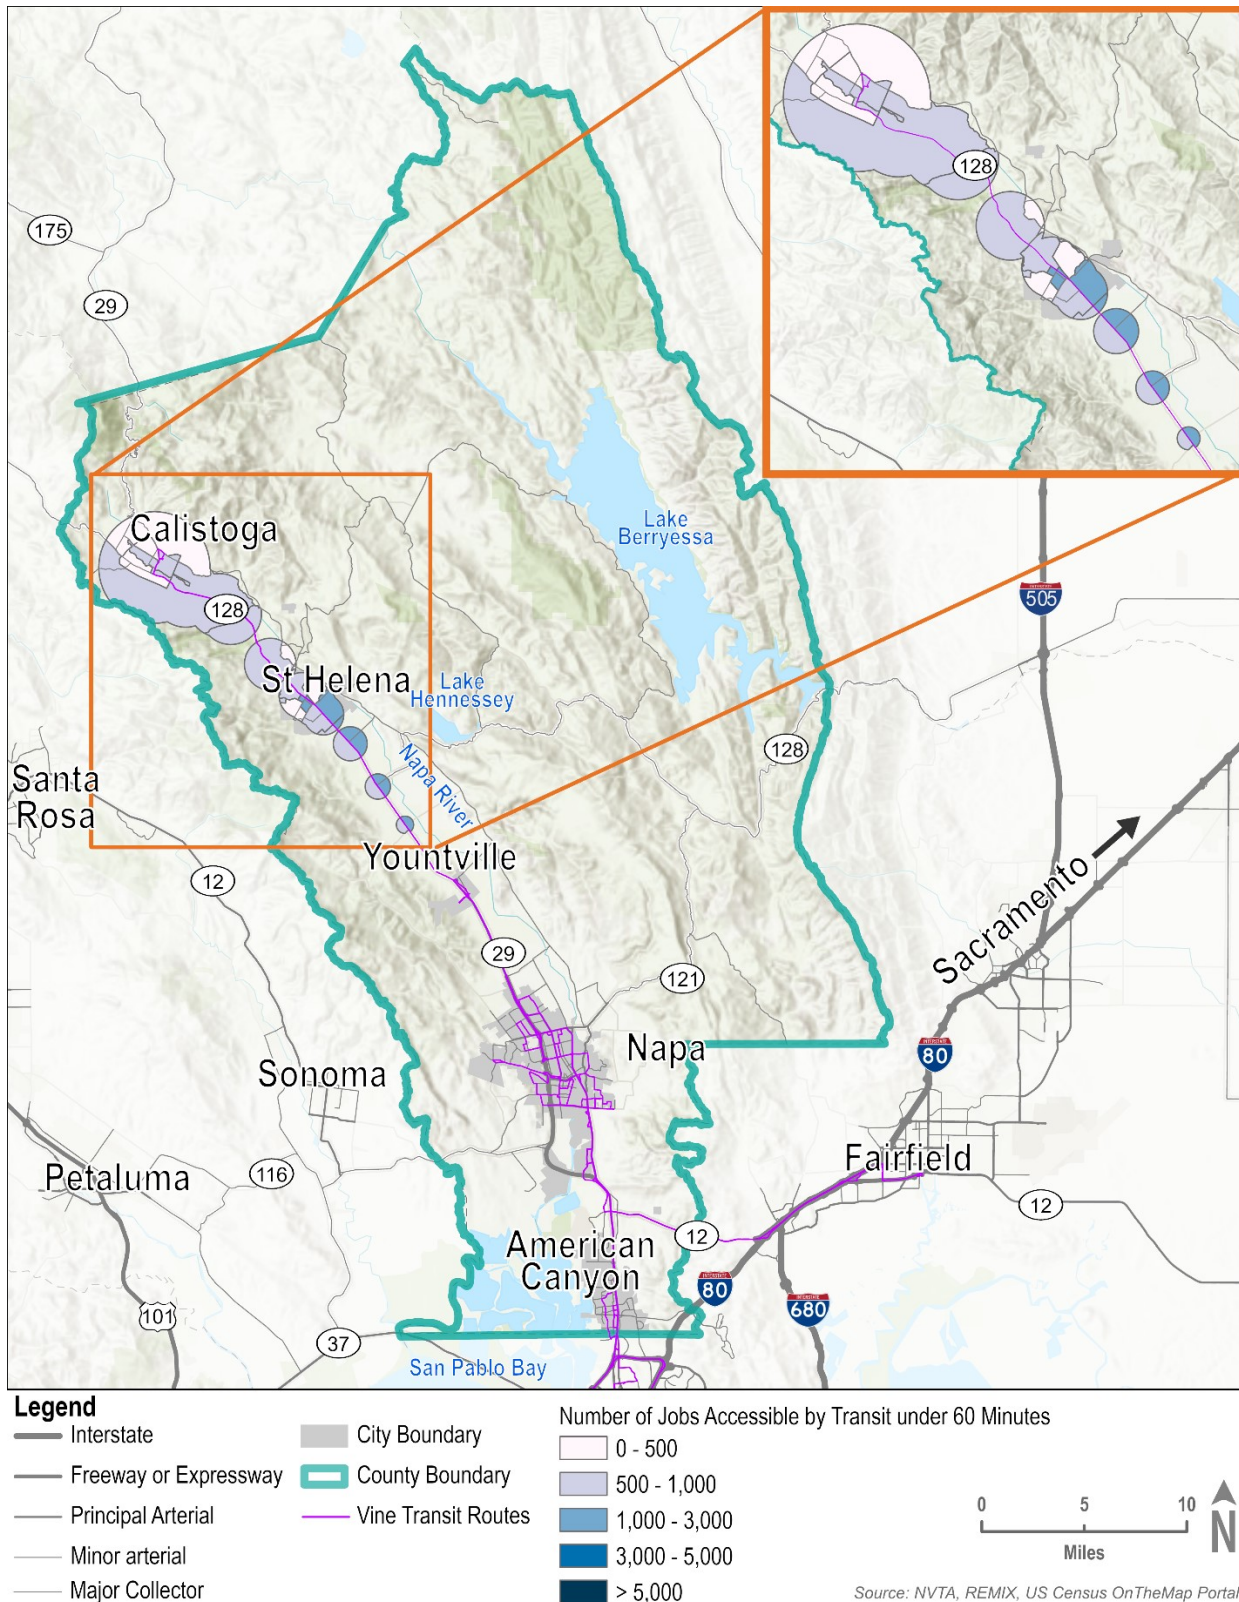 128
175
29
Calistoga
128
Lake
Berryessa
505
St Helena
Lake
Hennessey
128
Santa
Rosa
Napa River
Yountville
12
Sacramento
29
121
Napa
80
Sonoma
Fairfield
Petaluma
116
12
12
American
Canyon
80
680
101
37
San Pablo Bay
Legend
Interstate
Freeway or Expressway
Principal Arterial
Minor arterial
Major Collector
City Boundary
County Boundary
Vine Transit Routes
Number of Jobs Accessible by Transit under 60 Minutes
0 - 500
500 - 1,000
1,000 - 3,000
3,000 - 5,000
> 5,000
0 5 10
Miles
N
Source: NVTA, REMIX, US Census OnTheMap Portal